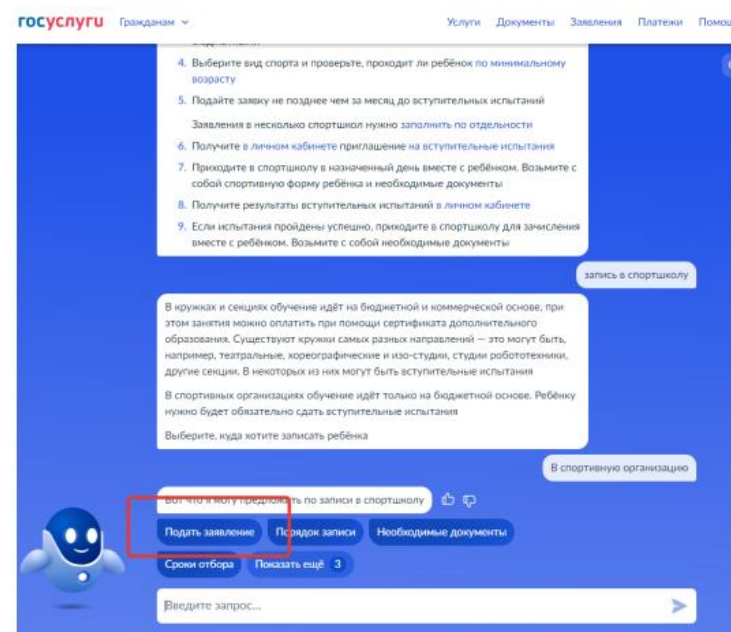 госуслуги Гражданам Услуги Документы Заявления Платежи
4. Выберите вид спорта и проверьте, проходит ли ребёнок по минимальному
возрасту
5. Подайте заявку не позднее чем за месяц до вступительных испытаний
Заявления в несколько спортшкол нужно заполнить по отдельности
6. Получите в личном кабинете приглашение на вступительные испытания
7. Приходите в спортшколу в назначенный день вместе с ребёнком. Возьмите с
собой спортивную форму ребёнка и необходимые документы
8. Получите результаты вступительных испытаний в личном кабинете
9. Если испытания пройдены успешно, приходите в спортшколу для зачисления
вместе с ребёнком. Возьмите с собой необходимые документы
запись в спортшколу
В кружках и секциях обучение идёт на бюджетной и коммерческой основе, при
этом занятия можно оплатить при помощи сертификата дополнительного
образования. Существуют кружки самых разных направлений — это могут быть,
например, театральные, хореографические и изо-студии, студии робототехники,
другие секции. В некоторых из них могут быть вступительные испытания
В спортивных организациях обучение идёт только на бюджетной основе. Ребёнку
нужно будет обязательно сдать вступительные испытания
Выберите, куда хотите записать ребёнка
В спортивную организацию
Вот что я могу предложить по записи в спортшколу
Подать заявление Порядок записи Необходимые документы
Сроки отбора Показать ещё 3
Введите запрос...